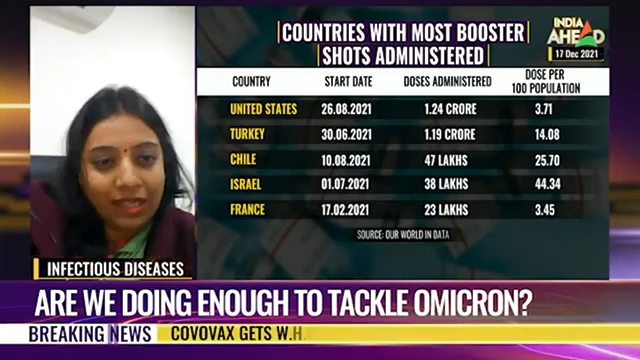 COUNTRIES WITH MOST BOOSTER
SHOTS ADMINISTERED
INDIA
AHEAD
17 Dec 2021
COUNTRY START DATE DOSES ADMINISTERED DOSE PER 100 POPULATION
UNITED STATES 26.08.2021 1.24 CRORE 3.71
TURKEY 30.06.2021 1.19 CRORE 14.08
CHILE 10.08.2021 47 LAKHS 25.70
ISRAEL 01.07.2021 38 LAKHS 44.34
FRANCE 17.02.2021 23 LAKHS 3.45
SOURCE: OUR WORLD IN DATA
INFECTIOUS DISEASES
ARE WE DOING ENOUGH TO TACKLE OMICRON?
BREAKING NEWS COVOVAX GETS W.H.